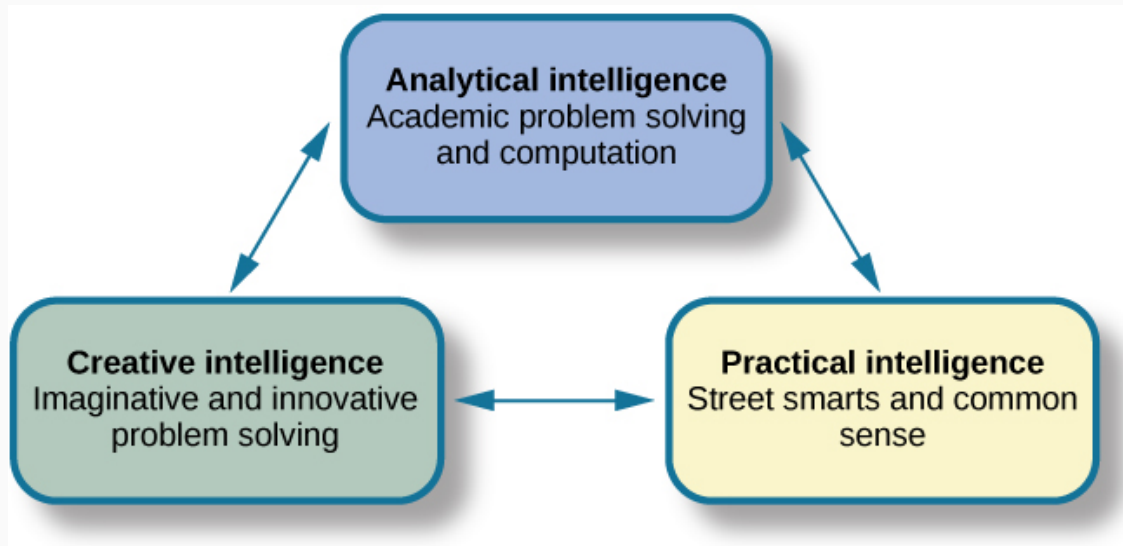 Analytical intelligence
Academic problem solving
and computation
Creative intelligence
Imaginative and innovative
problem solving
Practical intelligence
Street smarts and common
sense